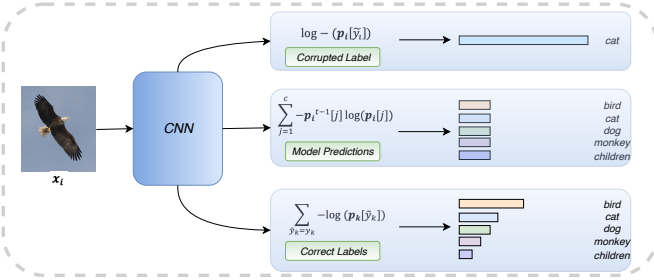 log − (p_i[ỹ_i])
Corrupted Label
cat
x_i
CNN
∑_{j=1}^{c} −p_i^{t−1}[j] log(p_i[j])
Model Predictions
bird
cat
dog
monkey
children
∑_{ỹ_k=y_k} −log (p_k[ỹ_k])
Correct Labels
bird
cat
dog
monkey
children